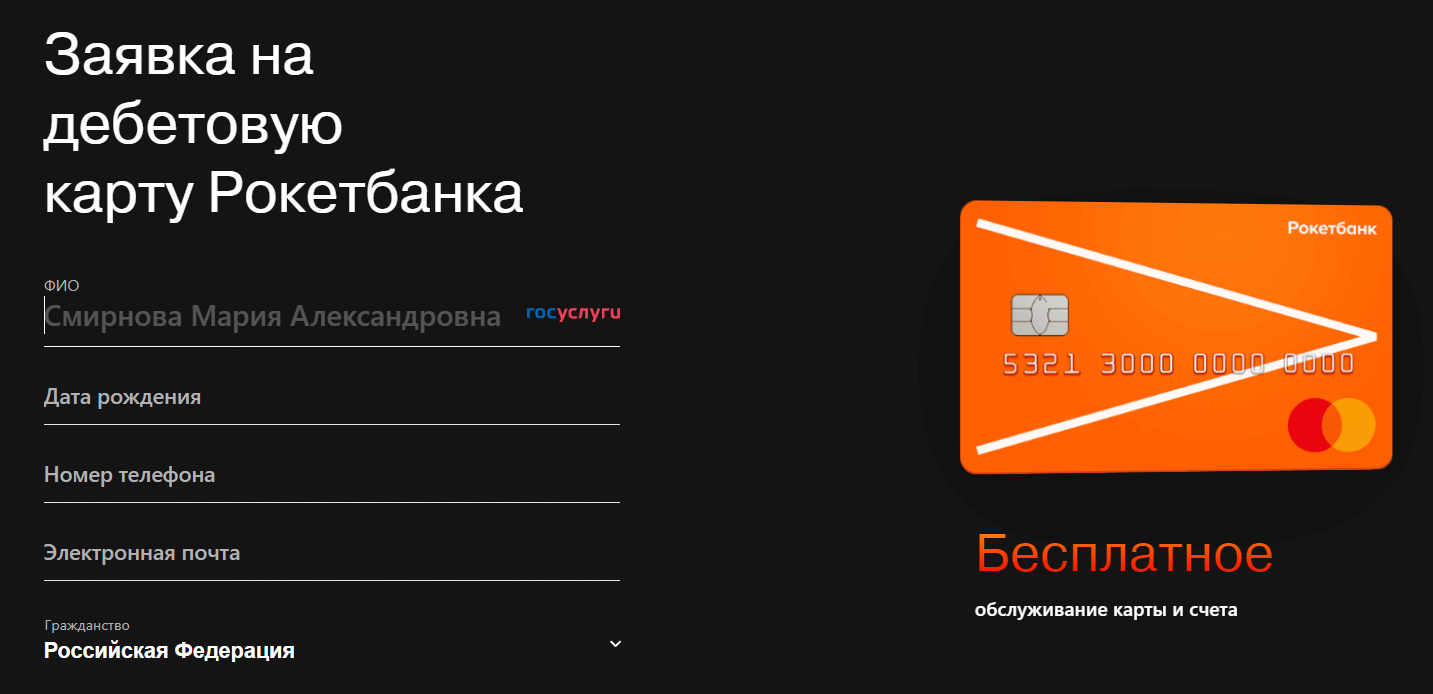 Заявка на
дебетовую
карту Рокетбанка
ФИО
Смирнова Мария Александровна
госуслуги
Дата рождения
Номер телефона
Электронная почта
Гражданство
Российская Федерация
Рокетбанк
5321 3000 0000 0000
Бесплатное
обслуживание карты и счета